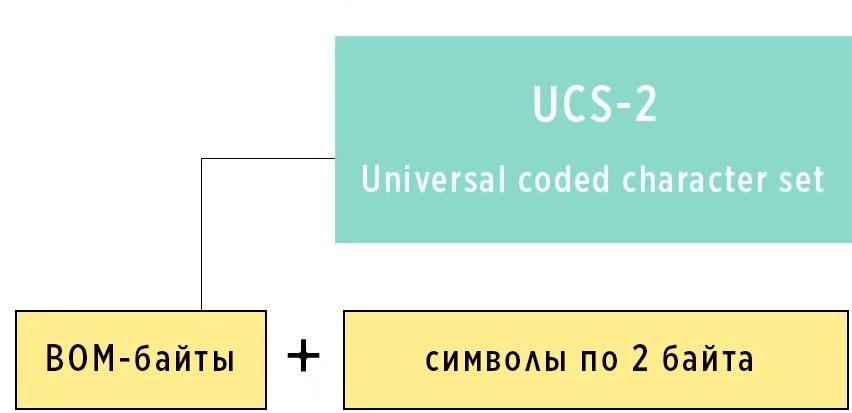 UCS-2
Universal coded character set
BOM-байты + символы по 2 байта